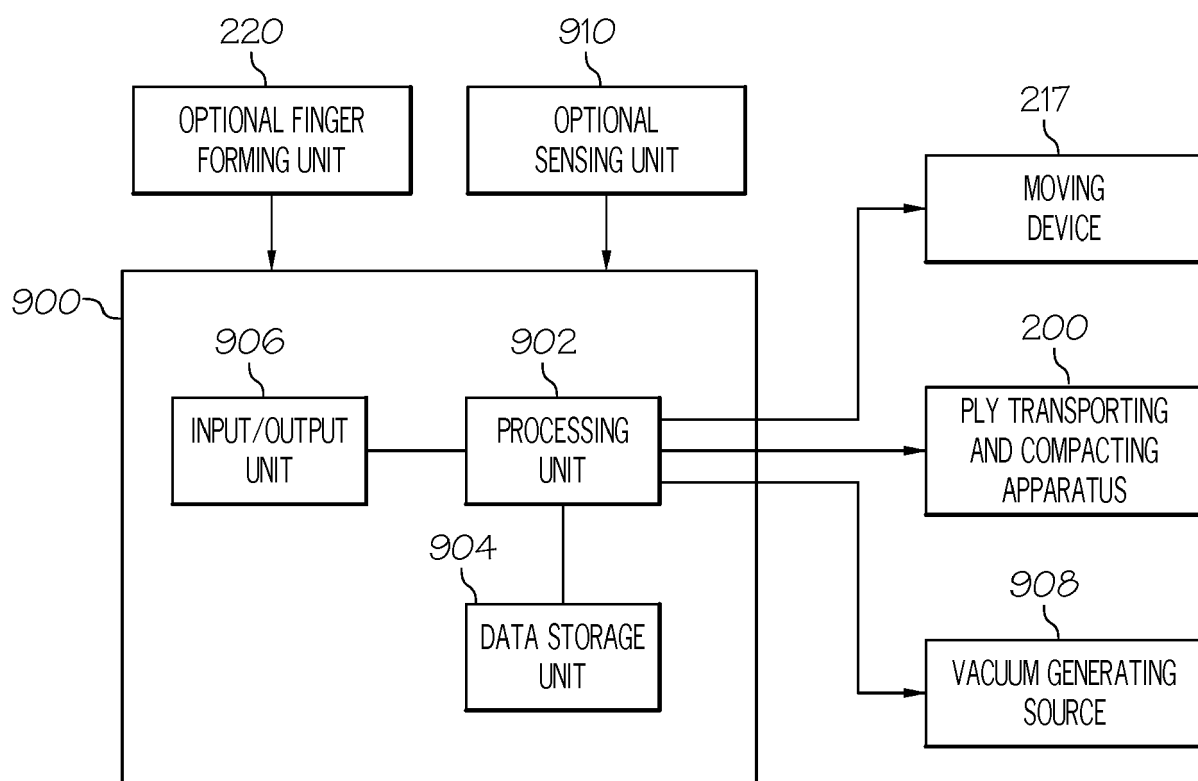 220
910
OPTIONAL FINGER
FORMING UNIT
OPTIONAL
SENSING UNIT
217
MOVING
DEVICE
900
906
902
INPUT/OUTPUT
UNIT
PROCESSING
UNIT
200
PLY TRANSPORTING
AND COMPACTING
APPARATUS
904
DATA STORAGE
UNIT
908
VACUUM GENERATING
SOURCE